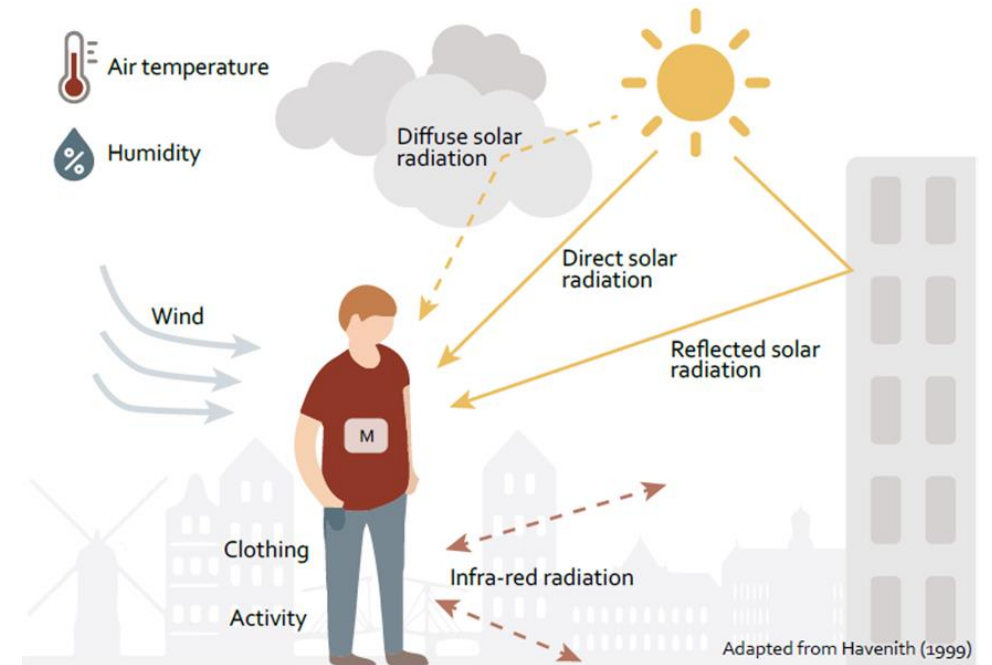 Air temperature
Humidity
%
Diffuse solar
radiation
Direct solar
radiation
Wind
Reflected solar
radiation
M
Clothing
Infra-red radiation
Activity
Adapted from Havenith (1999)